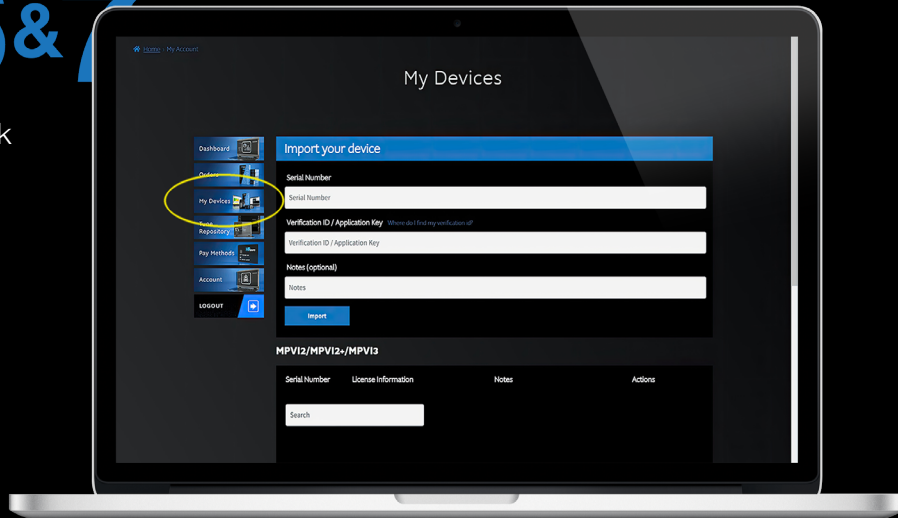 &7
k
Home › My Account
My Devices
Dashboard
Orders
My Devices
Tune
Repository
Pay Methods
Account
LOGOUT
Import your device
Serial Number
Serial Number
Verification ID / Application Key Where do I find my verification id?
Verification ID / Application Key
Notes (optional)
Notes
Import
MPVI2/MPVI2+/MPVI3
Serial Number License Information Notes Actions
Search